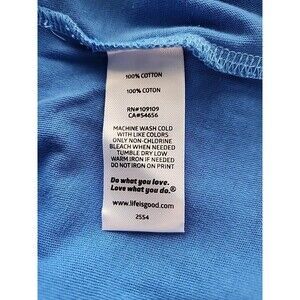 100% COTTON
100% COTON
RN#109109
CA#54656
MACHINE WASH COLD
WITH LIKE COLORS
ONLY NON-CHLORINE
BLEACH WHEN NEEDED
TUMBLE DRY LOW
WARM IRON IF NEEDED
DO NOT IRON ON PRINT
Do what you love.
Love what you do.®
www.lifeisgood.com
2554